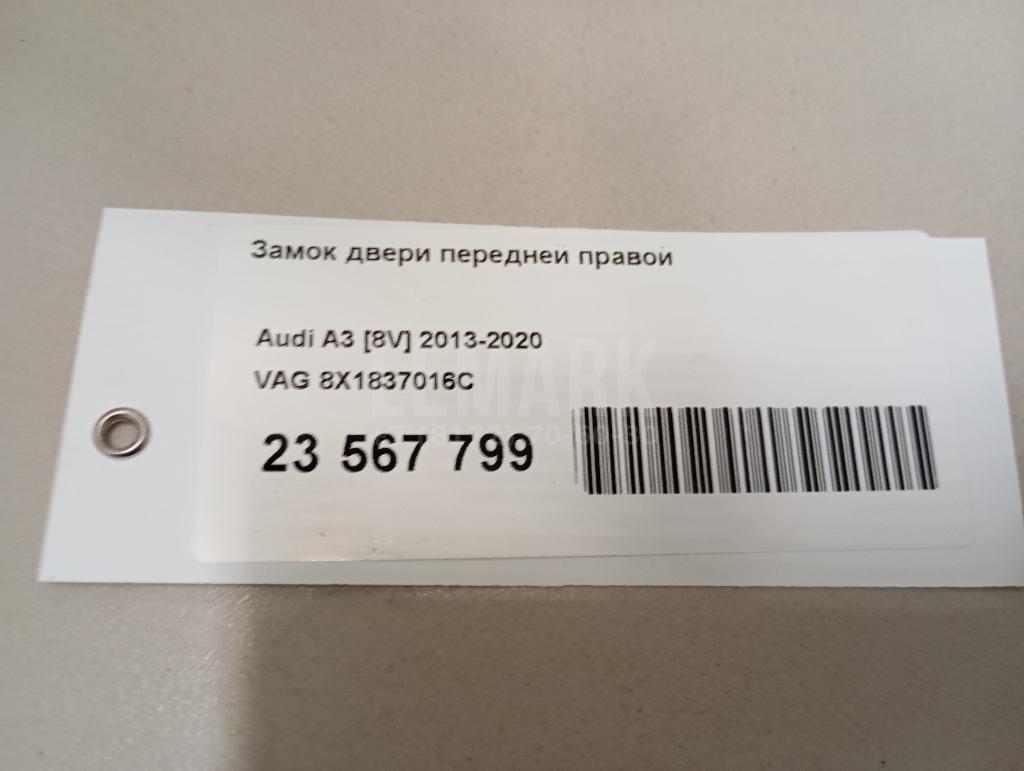 Замок двери передней правой
Audi A3 [8V] 2013-2020
VAG 8X1837016C
23 567 799